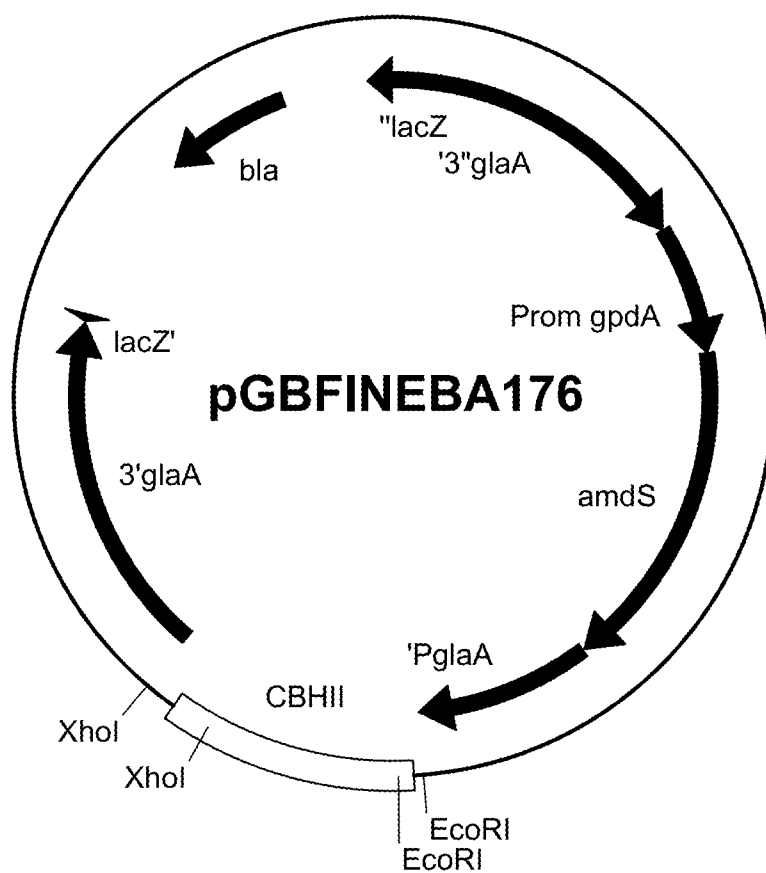 "lacZ
'3"glaA
bla
Prom gpdA
lacZ'
pGBFINEBA176
3'glaA
amdS
'PglaA
CBHII
XhoI
XhoI
EcoRI
EcoRI